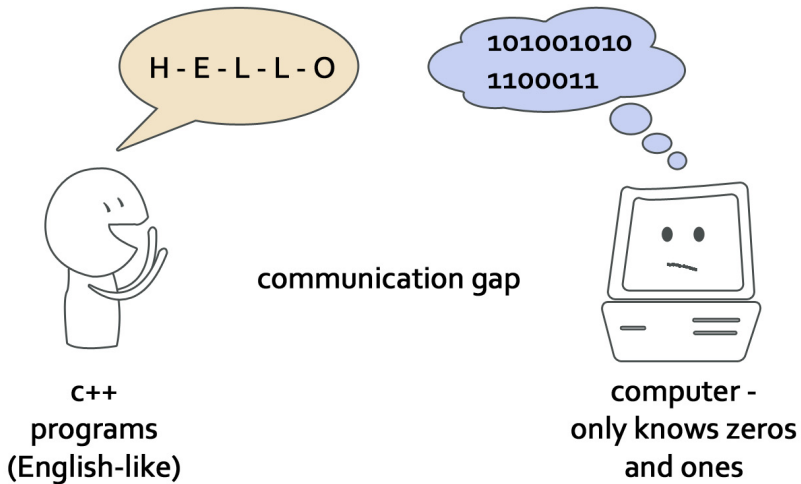 H - E - L - L - O
101001010
1100011
communication gap
c++
programs
(English-like)
computer -
only knows zeros
and ones